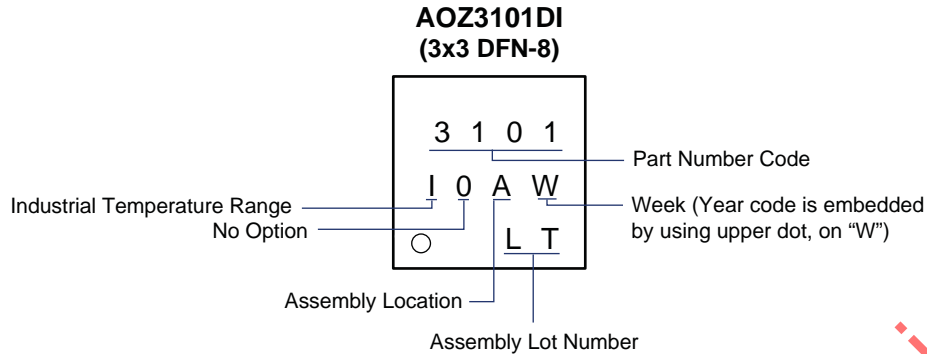 AOZ3101DI
(3x3 DFN-8)
3 1 0 1
Part Number Code
I 0 A W
Industrial Temperature Range
Week (Year code is embedded
by using upper dot, on “W”)
No Option
L T
Assembly Location
Assembly Lot Number